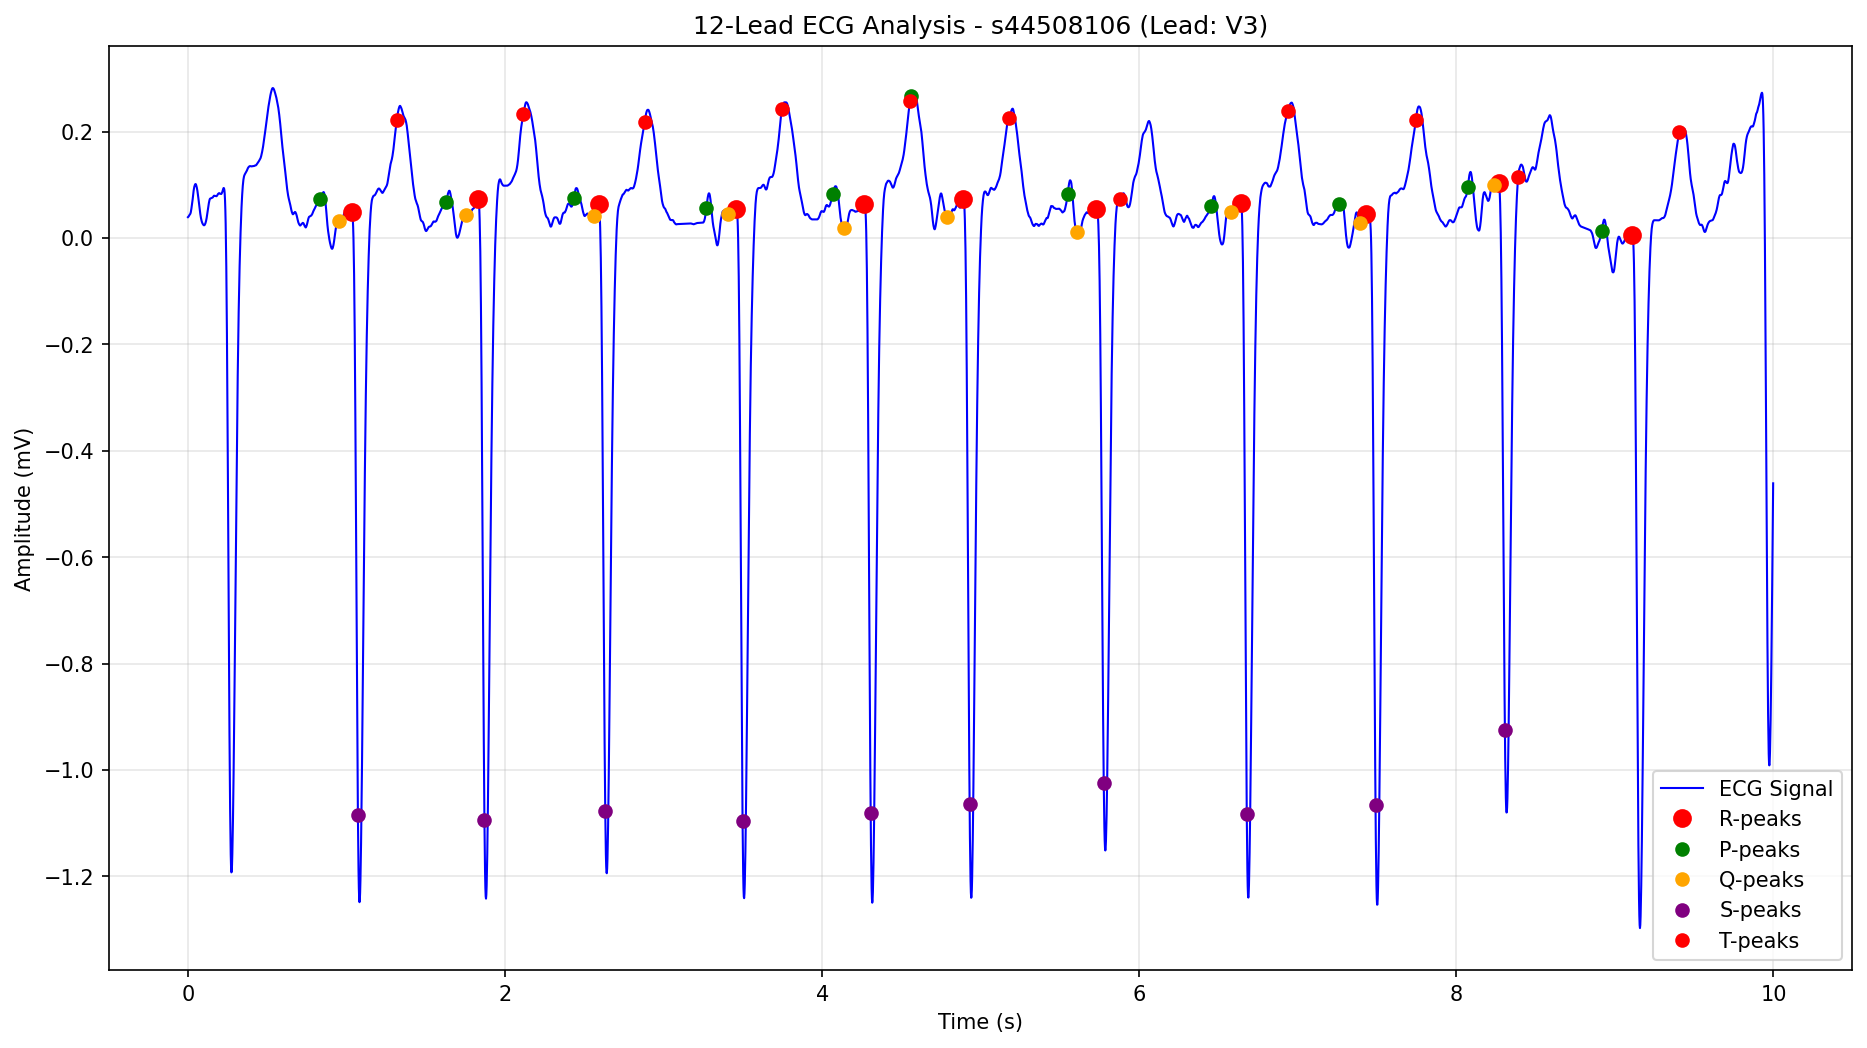 12-Lead ECG Analysis - s44508106 (Lead: V3)
Amplitude (mV)
0.2
0.0
−0.2
−0.4
−0.6
−0.8
−1.0
−1.2
0 2 4 6 8 10
Time (s)
ECG Signal
R-peaks
P-peaks
Q-peaks
S-peaks
T-peaks